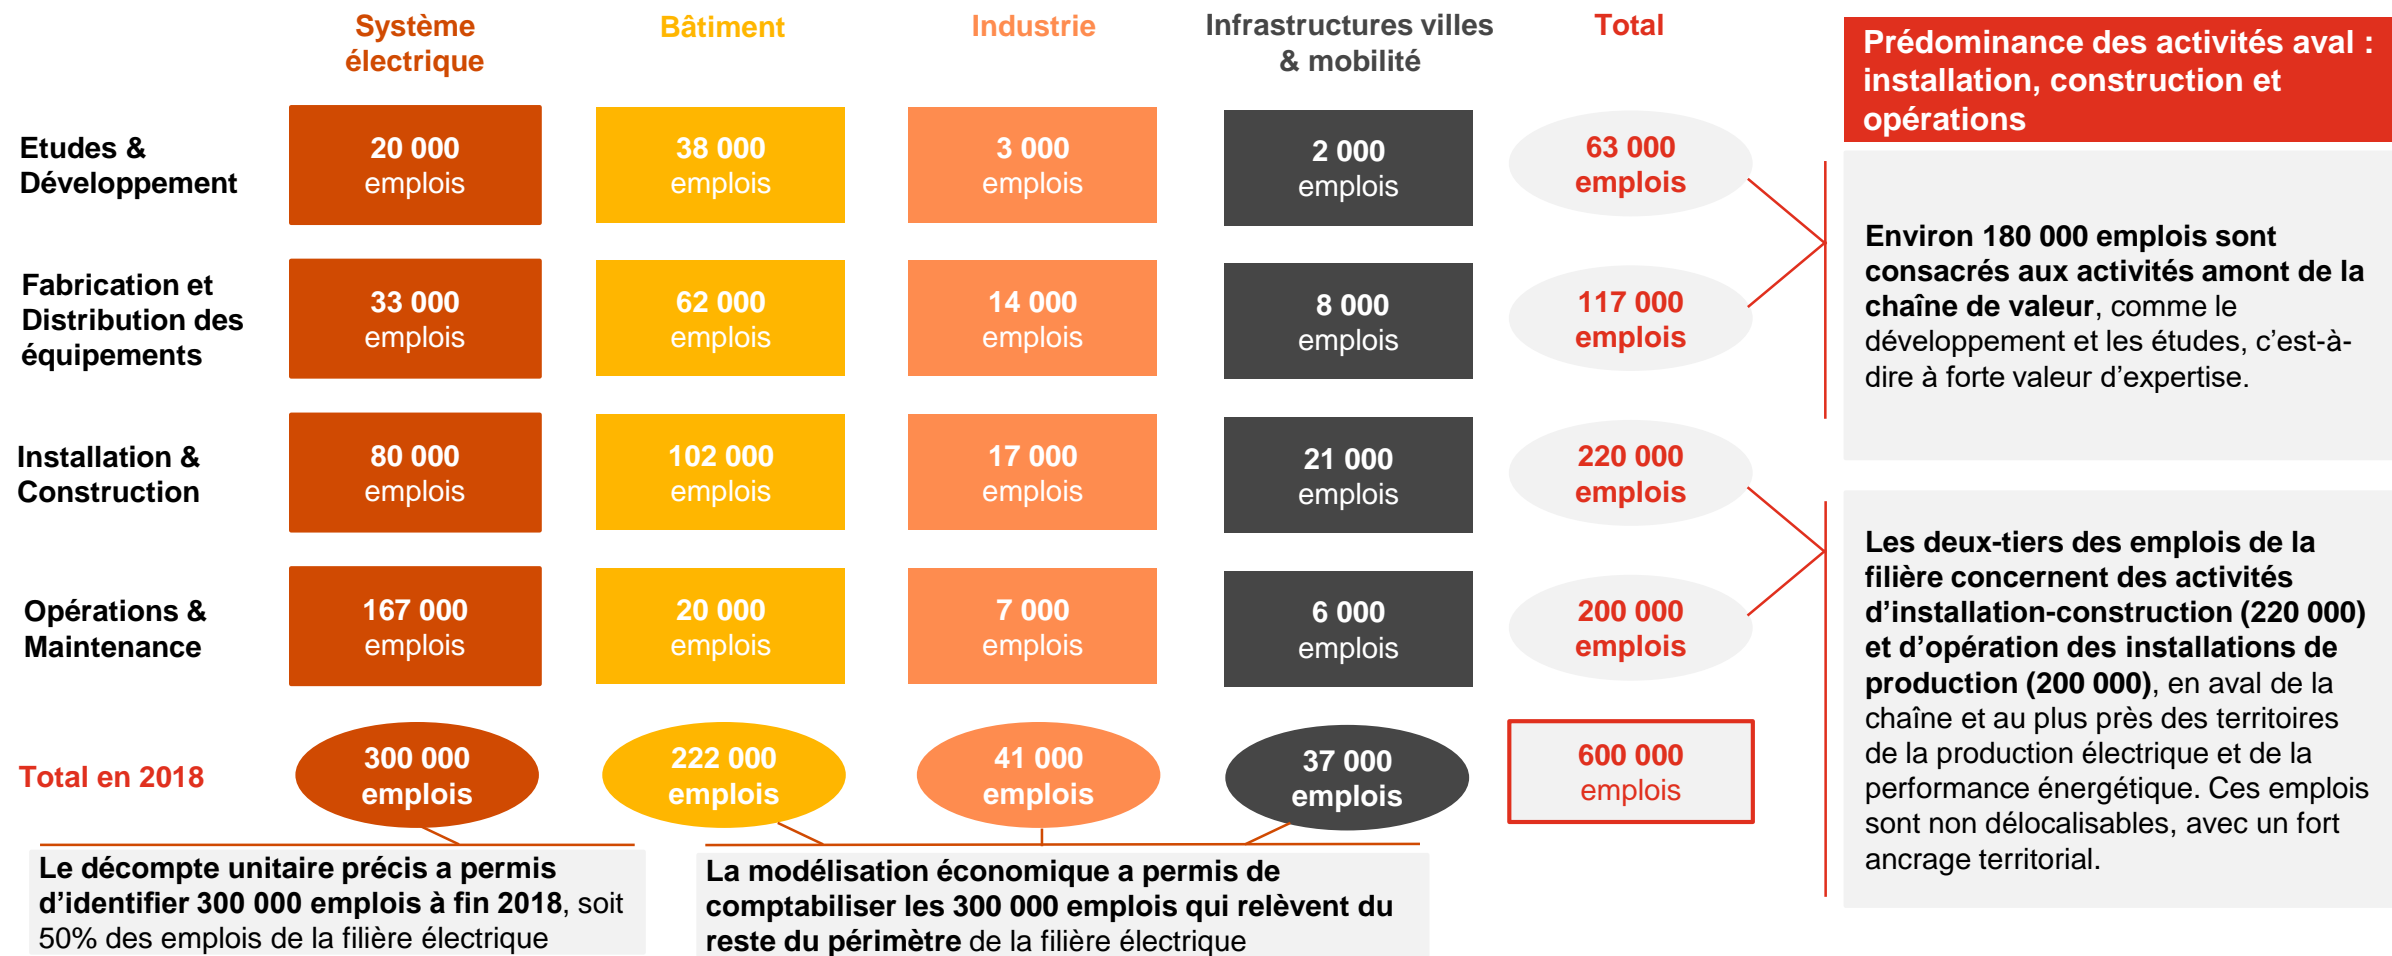 Système
électrique
Bâtiment
Industrie
Infrastructures villes
& mobilité
Total
Etudes &
Développement
20 000
emplois
38 000
emplois
3 000
emplois
2 000
emplois
63 000
emplois
Fabrication et
Distribution des
équipements
33 000
emplois
62 000
emplois
14 000
emplois
8 000
emplois
117 000
emplois
Installation &
Construction
80 000
emplois
102 000
emplois
17 000
emplois
21 000
emplois
220 000
emplois
Opérations &
Maintenance
167 000
emplois
20 000
emplois
7 000
emplois
6 000
emplois
200 000
emplois
Total en 2018
300 000
emplois
222 000
emplois
41 000
emplois
37 000
emplois
600 000
emplois
Le décompte unitaire précis a permis
d'identifier 300 000 emplois à fin 2018, soit
50% des emplois de la filière électrique
La modélisation économique a permis de
comptabiliser les 300 000 emplois qui relèvent du
reste du périmètre de la filière électrique
Prédominance des activités aval :
installation, construction et
opérations
Environ 180 000 emplois sont
consacrés aux activités amont de la
chaîne de valeur, comme le
développement et les études, c'est-à-
dire à forte valeur d'expertise.
Les deux-tiers des emplois de la
filière concernent des activités
d'installation-construction (220 000)
et d'opération des installations de
production (200 000), en aval de la
chaîne et au plus près des territoires
de la production électrique et de la
performance énergétique. Ces emplois
sont non délocalisables, avec un fort
ancrage territorial.